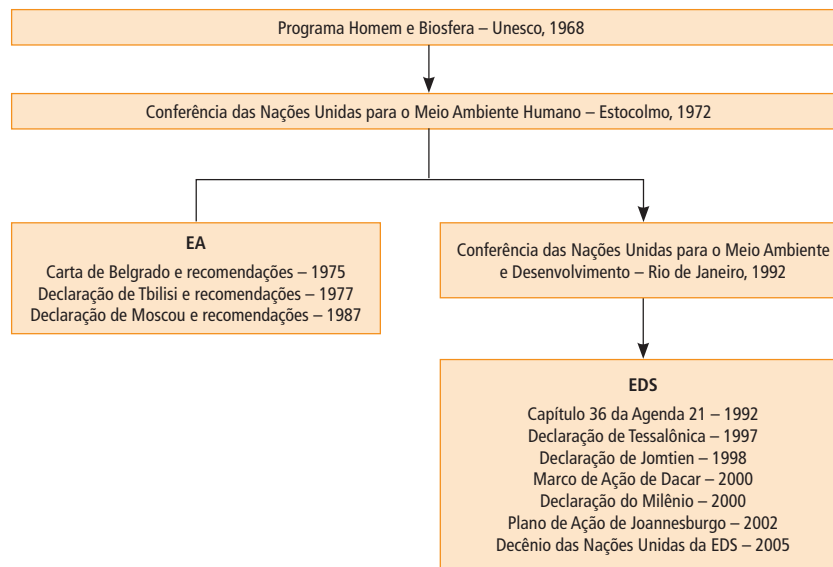 Programa Homem e Biosfera – Unesco, 1968
Conferência das Nações Unidas para o Meio Ambiente Humano – Estocolmo, 1972
EA
Carta de Belgrado e recomendações – 1975
Declaração de Tbilisi e recomendações – 1977
Declaração de Moscou e recomendações – 1987
Conferência das Nações Unidas para o Meio Ambiente
e Desenvolvimento – Rio de Janeiro, 1992
EDS
Capítulo 36 da Agenda 21 – 1992
Declaração de Tessalônica – 1997
Declaração de Jomtien – 1998
Marco de Ação de Dacar – 2000
Declaração do Milênio – 2000
Plano de Ação de Joannesburgo – 2002
Decênio das Nações Unidas da EDS – 2005